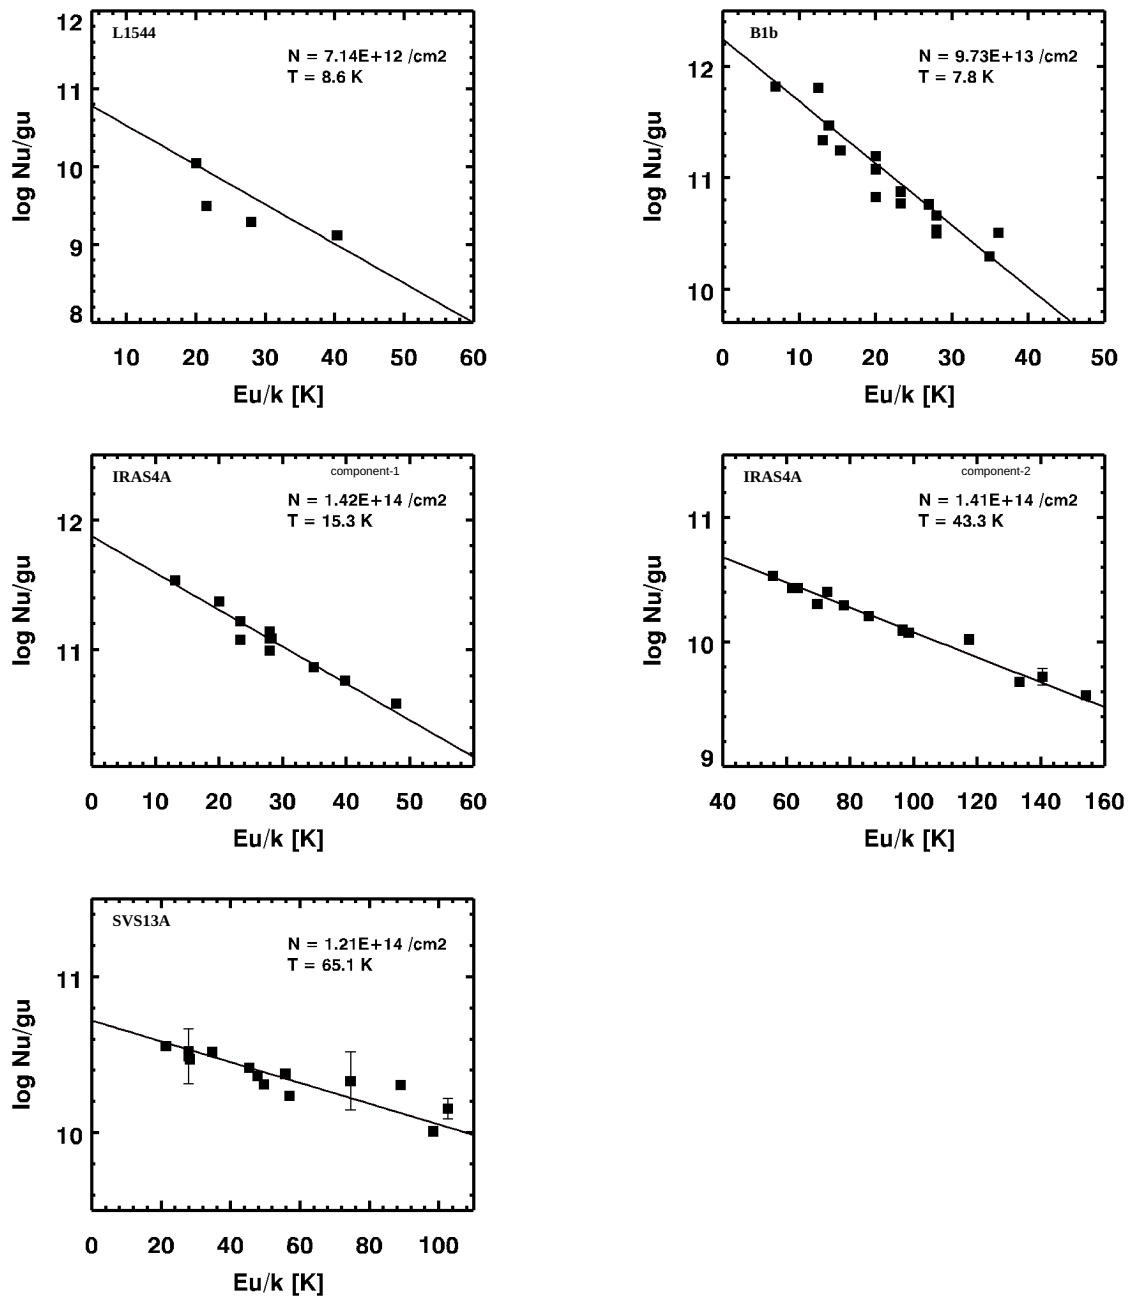 L1544
N = 7.14E+12 /cm2
T = 8.6 K
log Nu/gu
12
11
10
9
8
10 20 30 40 50 60
Eu/k [K]
B1b
N = 9.73E+13 /cm2
T = 7.8 K
log Nu/gu
12
11
10
0 10 20 30 40 50
Eu/k [K]
IRAS4A
component-1
N = 1.42E+14 /cm2
T = 15.3 K
log Nu/gu
12
11
0 10 20 30 40 50 60
Eu/k [K]
IRAS4A
component-2
N = 1.41E+14 /cm2
T = 43.3 K
log Nu/gu
11
10
9
40 60 80 100 120 140 160
Eu/k [K]
SVS13A
N = 1.21E+14 /cm2
T = 65.1 K
log Nu/gu
11
10
0 20 40 60 80 100
Eu/k [K]